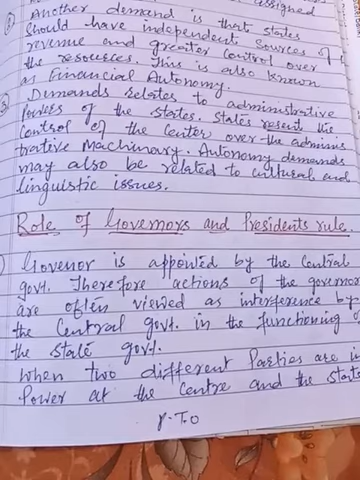 assigned
② Another demand is that states
should have independent sources of
revenue and greater control over
the resources. This is also known
as Financial Autonomy.
③ Demands relates to administrative
powers of the states. States resent the
control of the Center over the adminis
trative Machinary. Autonomy demands
may also be related to cultural and
linguistic issues.
Role of Governors and Presidents rule.
Govenor is appointed by the Central
govt. Therefore actions of the governor
are often viewed as interference by
the Central govt. in the functioning of
the state govt.
When two different Parties are in
Power at the Centre and the state
P.T.O